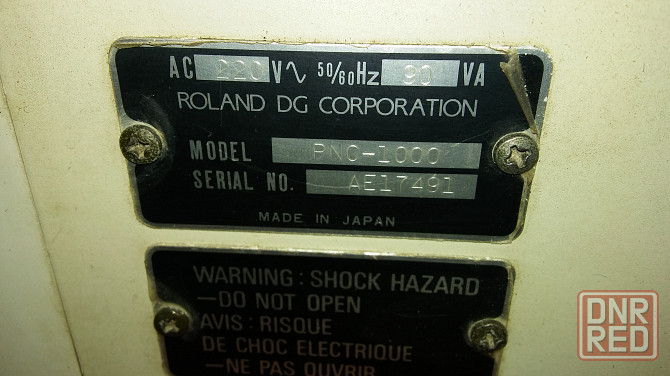 AC 220 V∿ 50/60Hz 90 VA
ROLAND DG CORPORATION
MODEL PNC-1000
SERIAL NO. AE17491
MADE IN JAPAN
WARNING : SHOCK HAZARD
—DO NOT OPEN
AVIS : RISQUE
DE CHOC ELECTRIQUE
—NE PAS OUVRIR
DNR
RED